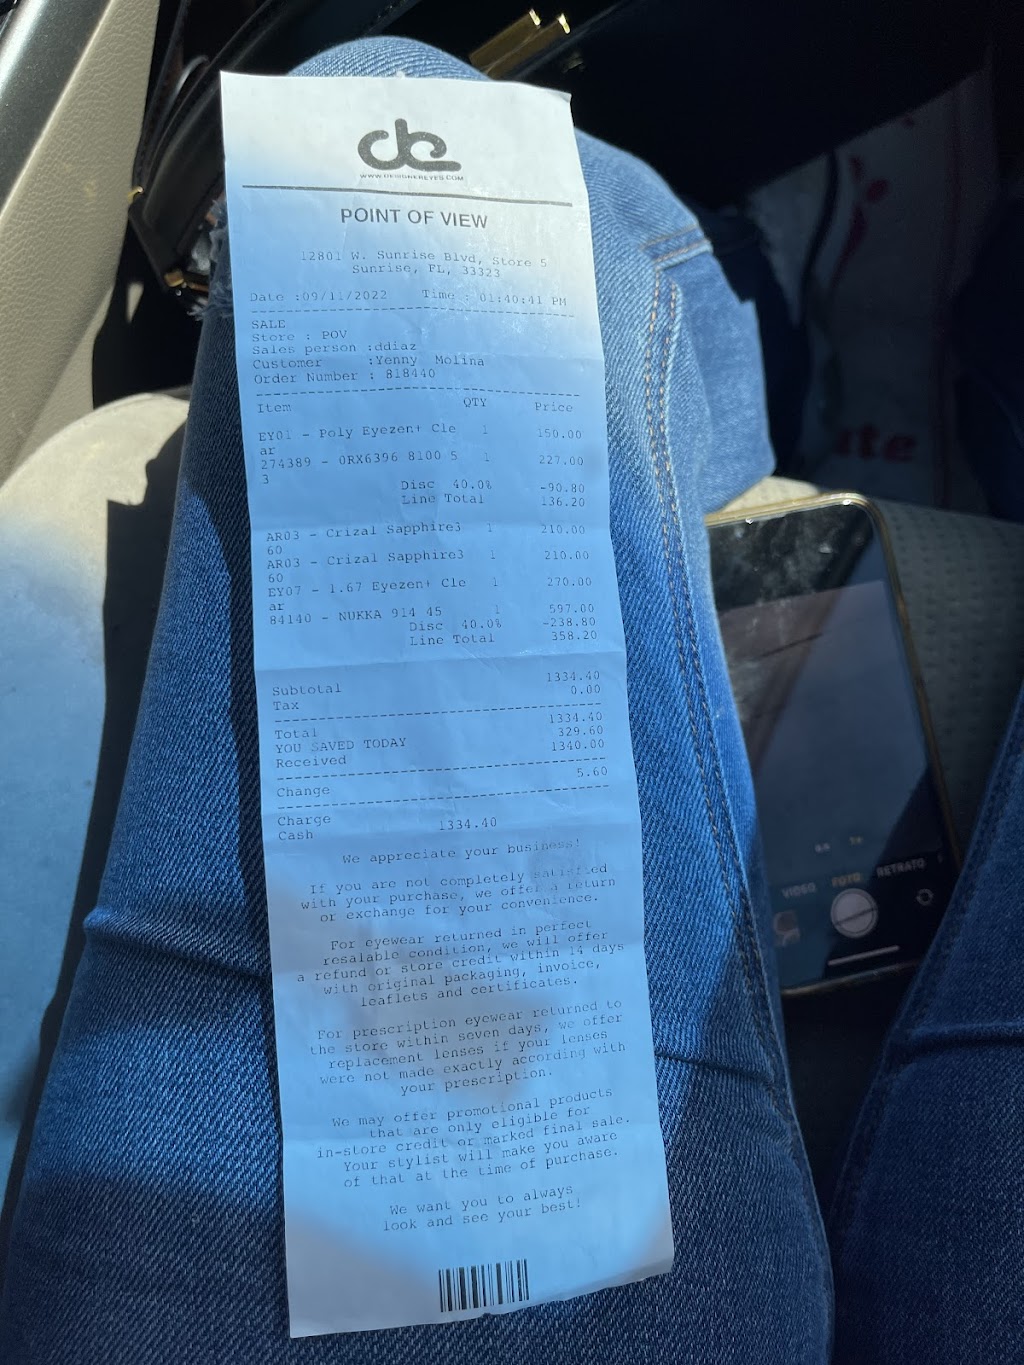 de
WWW.DESIGNEREYES.COM
POINT OF VIEW
12801 W. Sunrise Blvd, Store 5
Sunrise, FL, 33323
Date :09/11/2022 Time : 01:40:41 PM
SALE
Store : POV
Sales person :ddiaz
Customer :Yenny Molina
Order Number : 818440
Item QTY Price
EY01 - Poly Eyezen+ Cle 1 150.00
ar
274389 - 0RX6396 8100 5 1 227.00
3
Disc 40.0% -90.80
Line Total 136.20
AR03 - Crizal Sapphire3 1 210.00
60
AR03 - Crizal Sapphire3 1 210.00
60
EY07 - 1.67 Eyezen+ Cle 1 270.00
ar
84140 - NUKKA 914 45 1 597.00
Disc 40.0% -238.80
Line Total 358.20
Subtotal 1334.40
Tax 0.00
Total 1334.40
YOU SAVED TODAY 329.60
Received 1340.00
Change 5.60
Charge
Cash 1334.40
We appreciate your business!
If you are not completely satisfied
with your purchase, we offer a return
or exchange for your convenience.
For eyewear returned in perfect
resalable condition, we will offer
a refund or store credit within 14 days
with original packaging, invoice,
leaflets and certificates.
For prescription eyewear returned to
the store within seven days, we offer
replacement lenses if your lenses
were not made exactly according with
your prescription.
We may offer promotional products
that are only eligible for
in-store credit or marked final sale.
Your stylist will make you aware
of that at the time of purchase.
We want you to always
look and see your best!
VIDEO FOTO RETRATO